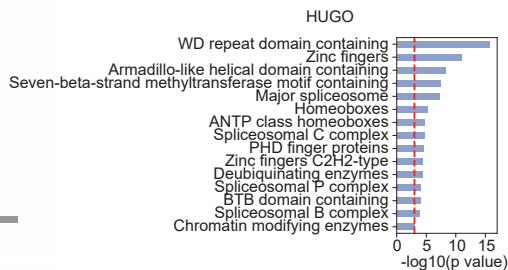 HUGO
WD repeat domain containing
Zinc fingers
Armadillo-like helical domain containing
Seven-beta-strand methyltransferase motif containing
Major spliceosome
Homeoboxes
ANTP class homeoboxes
Spliceosomal C complex
PHD finger proteins
Zinc fingers C2H2-type
Deubiquinating enzymes
Spliceosomal P complex
BTB domain containing
Spliceosomal B complex
Chromatin modifying enzymes
0 5 10 15
-log10(p value)